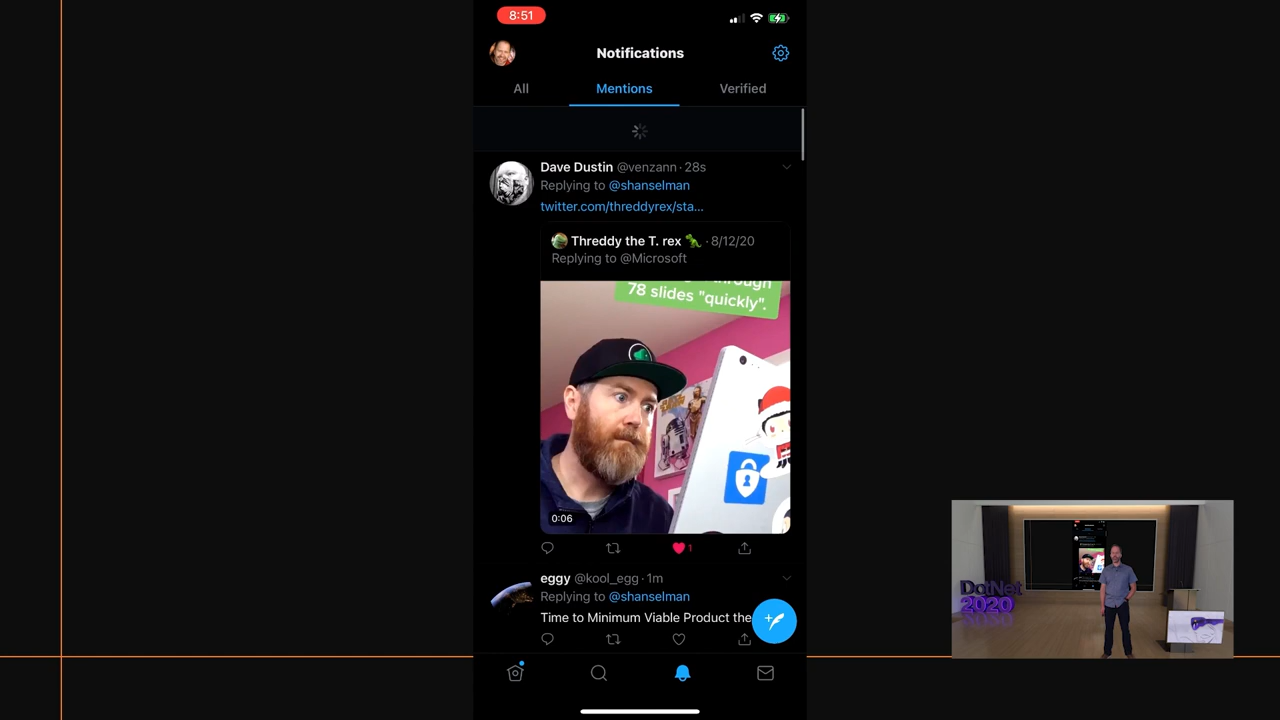 8:51
Notifications
All
Mentions
Verified
Dave Dustin @venzann · 28s
Replying to @shanselman
twitter.com/threddyrex/sta...
Threddy the T. rex 🦖 · 8/12/20
Replying to @Microsoft
78 slides "quickly".
0:06
1
eggy @kool_egg · 1m
Replying to @shanselman
Time to Minimum Viable Product the
DotNet
2020